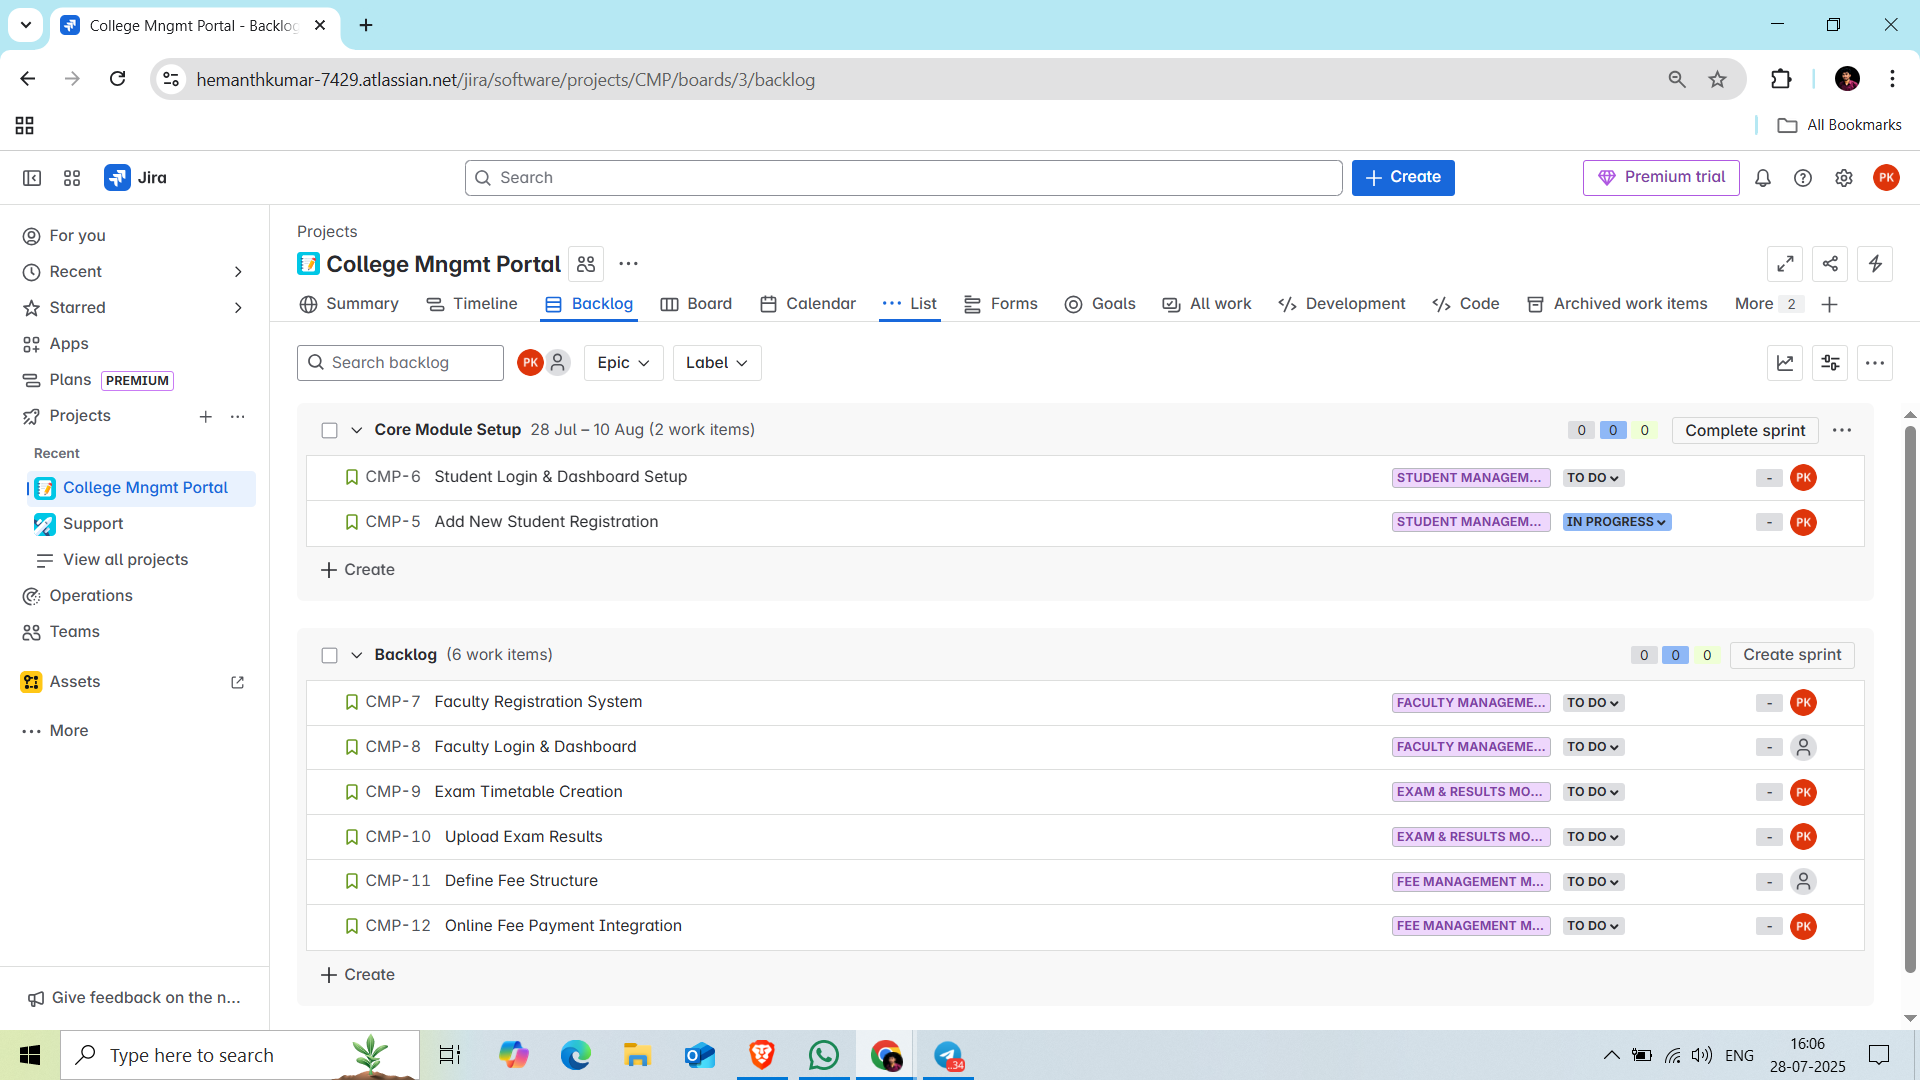 College Mngmt Portal - Backlog
hemanthkumar-7429.atlassian.net/jira/software/projects/CMP/boards/3/backlog
All Bookmarks
Jira
Search
Create
Premium trial
PK
For you
Recent
Starred
Apps
Plans PREMIUM
Projects
Recent
College Mngmt Portal
Support
View all projects
Operations
Teams
Assets
More
Give feedback on the n...
Projects
College Mngmt Portal
Summary Timeline Backlog Board Calendar List Forms Goals All work Development Code Archived work items More 2
Search backlog PK Epic Label
Core Module Setup 28 Jul – 10 Aug (2 work items) 0 0 0 Complete sprint
CMP-6 Student Login & Dashboard Setup STUDENT MANAGEM... TO DO - PK
CMP-5 Add New Student Registration STUDENT MANAGEM... IN PROGRESS - PK
Create
Backlog (6 work items) 0 0 0 Create sprint
CMP-7 Faculty Registration System FACULTY MANAGEME... TO DO - PK
CMP-8 Faculty Login & Dashboard FACULTY MANAGEME... TO DO -
CMP-9 Exam Timetable Creation EXAM & RESULTS MO... TO DO - PK
CMP-10 Upload Exam Results EXAM & RESULTS MO... TO DO - PK
CMP-11 Define Fee Structure FEE MANAGEMENT M... TO DO -
CMP-12 Online Fee Payment Integration FEE MANAGEMENT M... TO DO - PK
Create
Type here to search
34
ENG
16:06
28-07-2025